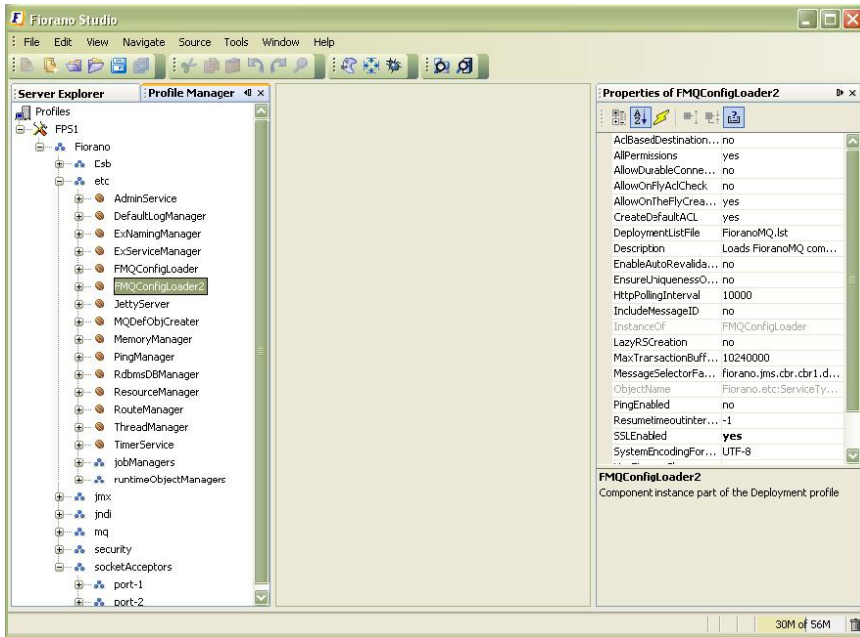 Fiorano Studio
File Edit View Navigate Source Tools Window Help
Server Explorer
Profile Manager
Profiles
FPS1
Fiorano
Esb
etc
AdminService
DefaultLogManager
ExNamingManager
ExServiceManager
FMQConfigLoader
FMQConfigLoader2
JettyServer
MQDefObjCreater
MemoryManager
PingManager
RdbmsDBManager
ResourceManager
RouteManager
ThreadManager
TimerService
jobManagers
runtimeObjectManagers
jmx
jndi
mq
security
socketAcceptors
port-1
port-2
Properties of FMQConfigLoader2
AclBasedDestination... no
AllPermissions yes
AllowDurableConne... no
AllowOnFlyAclCheck no
AllowOnTheFlyCrea... yes
CreateDefaultACL yes
DeploymentListFile FioranoMQ.lst
Description Loads FioranoMQ com...
EnableAutoRevalida... no
EnsureUniquenessO... no
HttpPollingInterval 10000
IncludeMessageID no
InstanceOf FMQConfigLoader
LazyRSCreation no
MaxTransactionBuff... 10240000
MessageSelectorFa... fiorano.jms.cbr.cbr1.d...
ObjectName Fiorano.etc:ServiceTy...
PingEnabled no
Resumetimeoutinter... -1
SSLEnabled yes
SystemEncodingFor... UTF-8
FMQConfigLoader2
Component instance part of the Deployment profile
30M of 56M